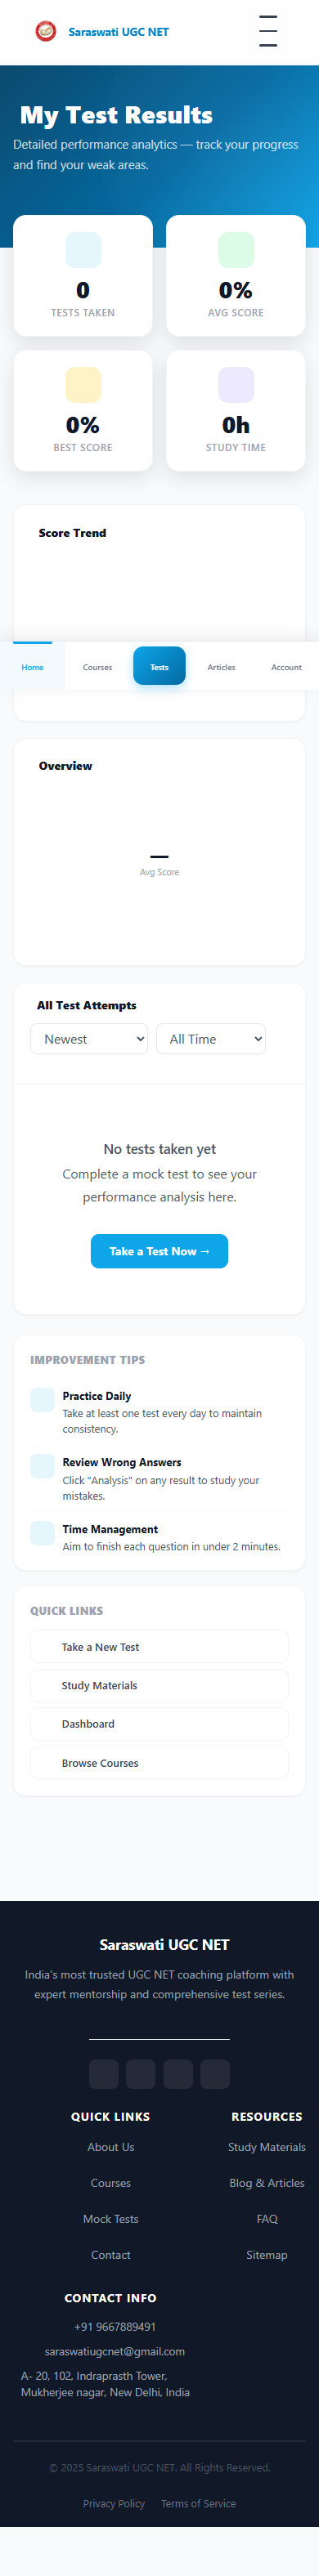 Saraswati UGC NET
My Test Results
Detailed performance analytics — track your progress
and find your weak areas.
0
TESTS TAKEN
0%
AVG SCORE
0%
BEST SCORE
0h
STUDY TIME
Score Trend
Home
Courses
Tests
Articles
Account
Overview
—
Avg Score
All Test Attempts
Newest
All Time
No tests taken yet
Complete a mock test to see your
performance analysis here.
Take a Test Now →
IMPROVEMENT TIPS
Practice Daily
Take at least one test every day to maintain
consistency.
Review Wrong Answers
Click "Analysis" on any result to study your
mistakes.
Time Management
Aim to finish each question in under 2 minutes.
QUICK LINKS
Take a New Test
Study Materials
Dashboard
Browse Courses
Saraswati UGC NET
India's most trusted UGC NET coaching platform with
expert mentorship and comprehensive test series.
QUICK LINKS
About Us
Courses
Mock Tests
Contact
RESOURCES
Study Materials
Blog & Articles
FAQ
Sitemap
CONTACT INFO
+91 9667889491
saraswatiugcnet@gmail.com
A- 20, 102, Indraprasth Tower,
Mukherjee nagar, New Delhi, India
© 2025 Saraswati UGC NET. All Rights Reserved.
Privacy Policy
Terms of Service